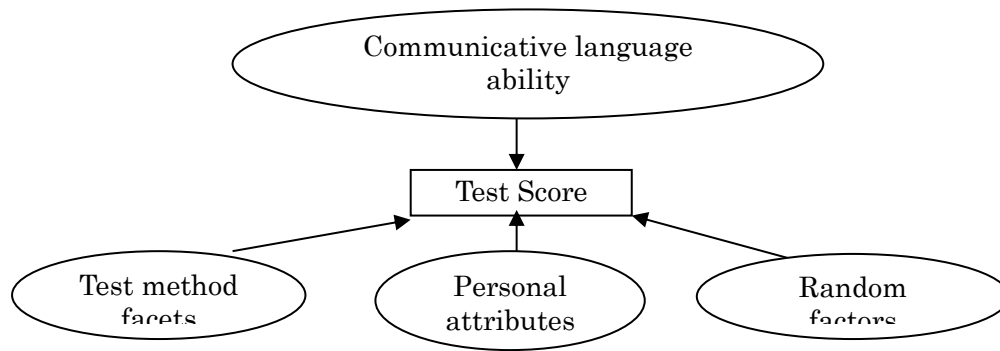 Communicative language
ability
Test Score
Test method
facets
Personal
attributes
Random
factors